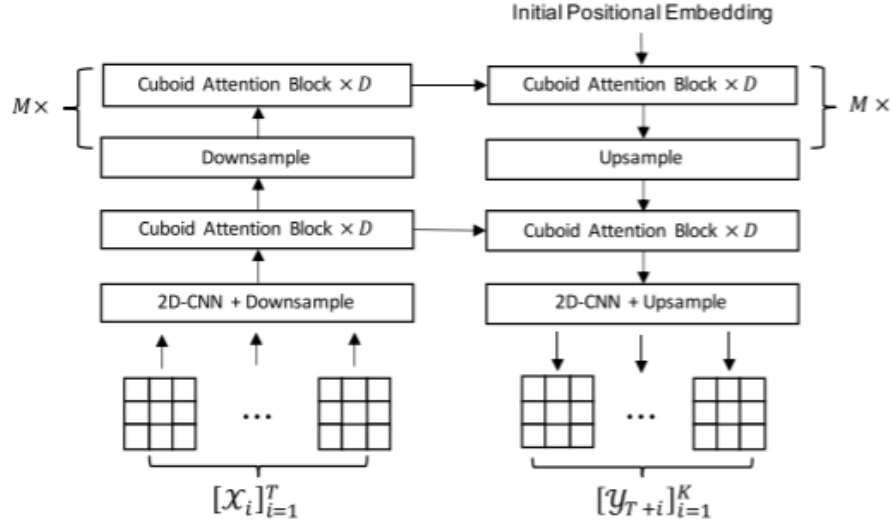 Initial Positional Embedding
M ×
Cuboid Attention Block × D
Cuboid Attention Block × D
M ×
Downsample
Upsample
Cuboid Attention Block × D
Cuboid Attention Block × D
2D-CNN + Downsample
2D-CNN + Upsample
...
...
[𝒳_i]_{i=1}^T
[𝒴_{T+i}]_{i=1}^K